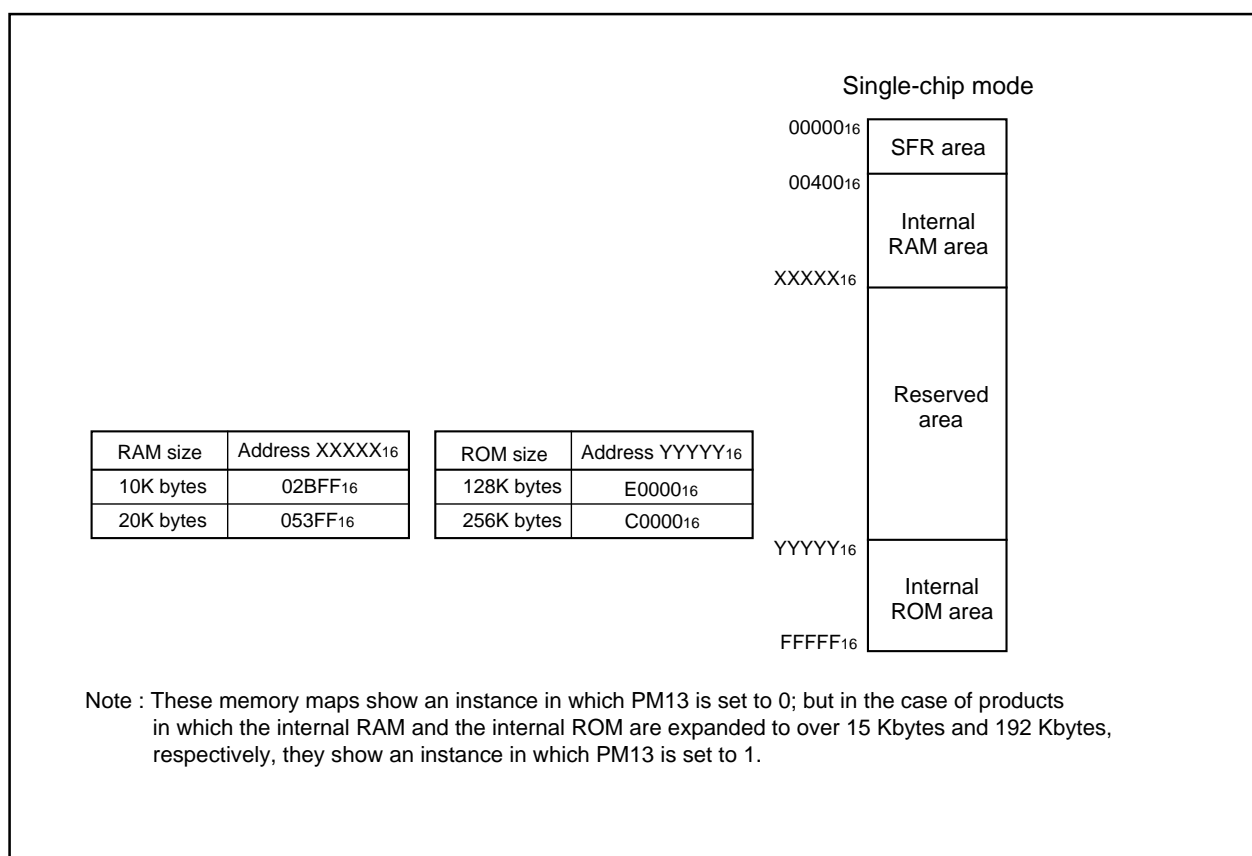 Single-chip mode
00000₁₆
SFR area
00400₁₆
Internal
RAM area
XXXXX₁₆
Reserved
area
RAM size Address XXXXX₁₆
10K bytes 02BFF₁₆
20K bytes 053FF₁₆
ROM size Address YYYYY₁₆
128K bytes E0000₁₆
256K bytes C0000₁₆
YYYYY₁₆
Internal
ROM area
FFFFF₁₆
Note : These memory maps show an instance in which PM13 is set to 0; but in the case of products
in which the internal RAM and the internal ROM are expanded to over 15 Kbytes and 192 Kbytes,
respectively, they show an instance in which PM13 is set to 1.